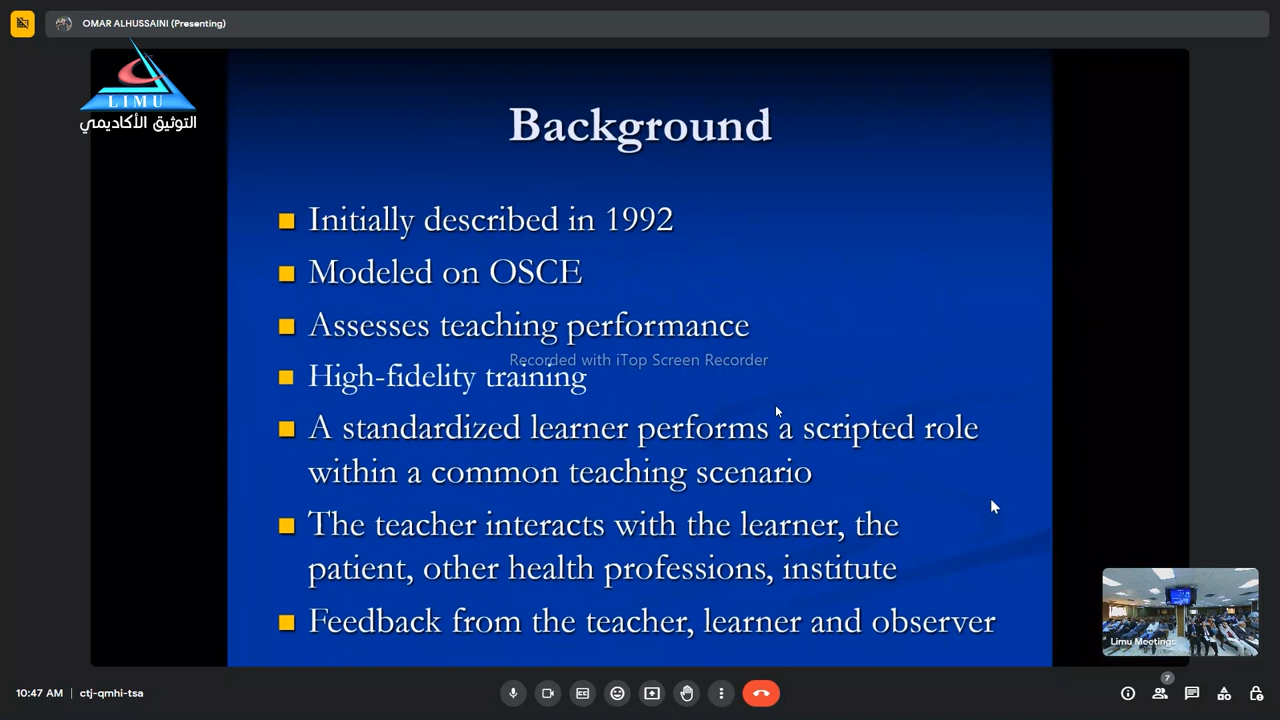 OMAR ALHUSSAINI (Presenting)
LIMU
التوثيق الأكاديمي
Background
Initially described in 1992
Modeled on OSCE
Assesses teaching performance
Recorded with iTop Screen Recorder
High-fidelity training
A standardized learner performs a scripted role
within a common teaching scenario
The teacher interacts with the learner, the
patient, other health professions, institute
Feedback from the teacher, learner and observer
Limu Meetings
7
10:47 AM | ctj-qmhi-tsa